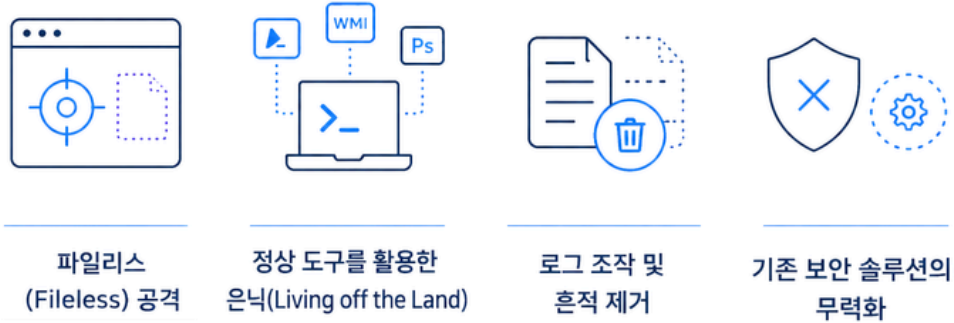 WMI
Ps
파일리스
(Fileless) 공격
정상 도구를 활용한
은닉(Living off the Land)
로그 조작 및
흔적 제거
기존 보안 솔루션의
무력화